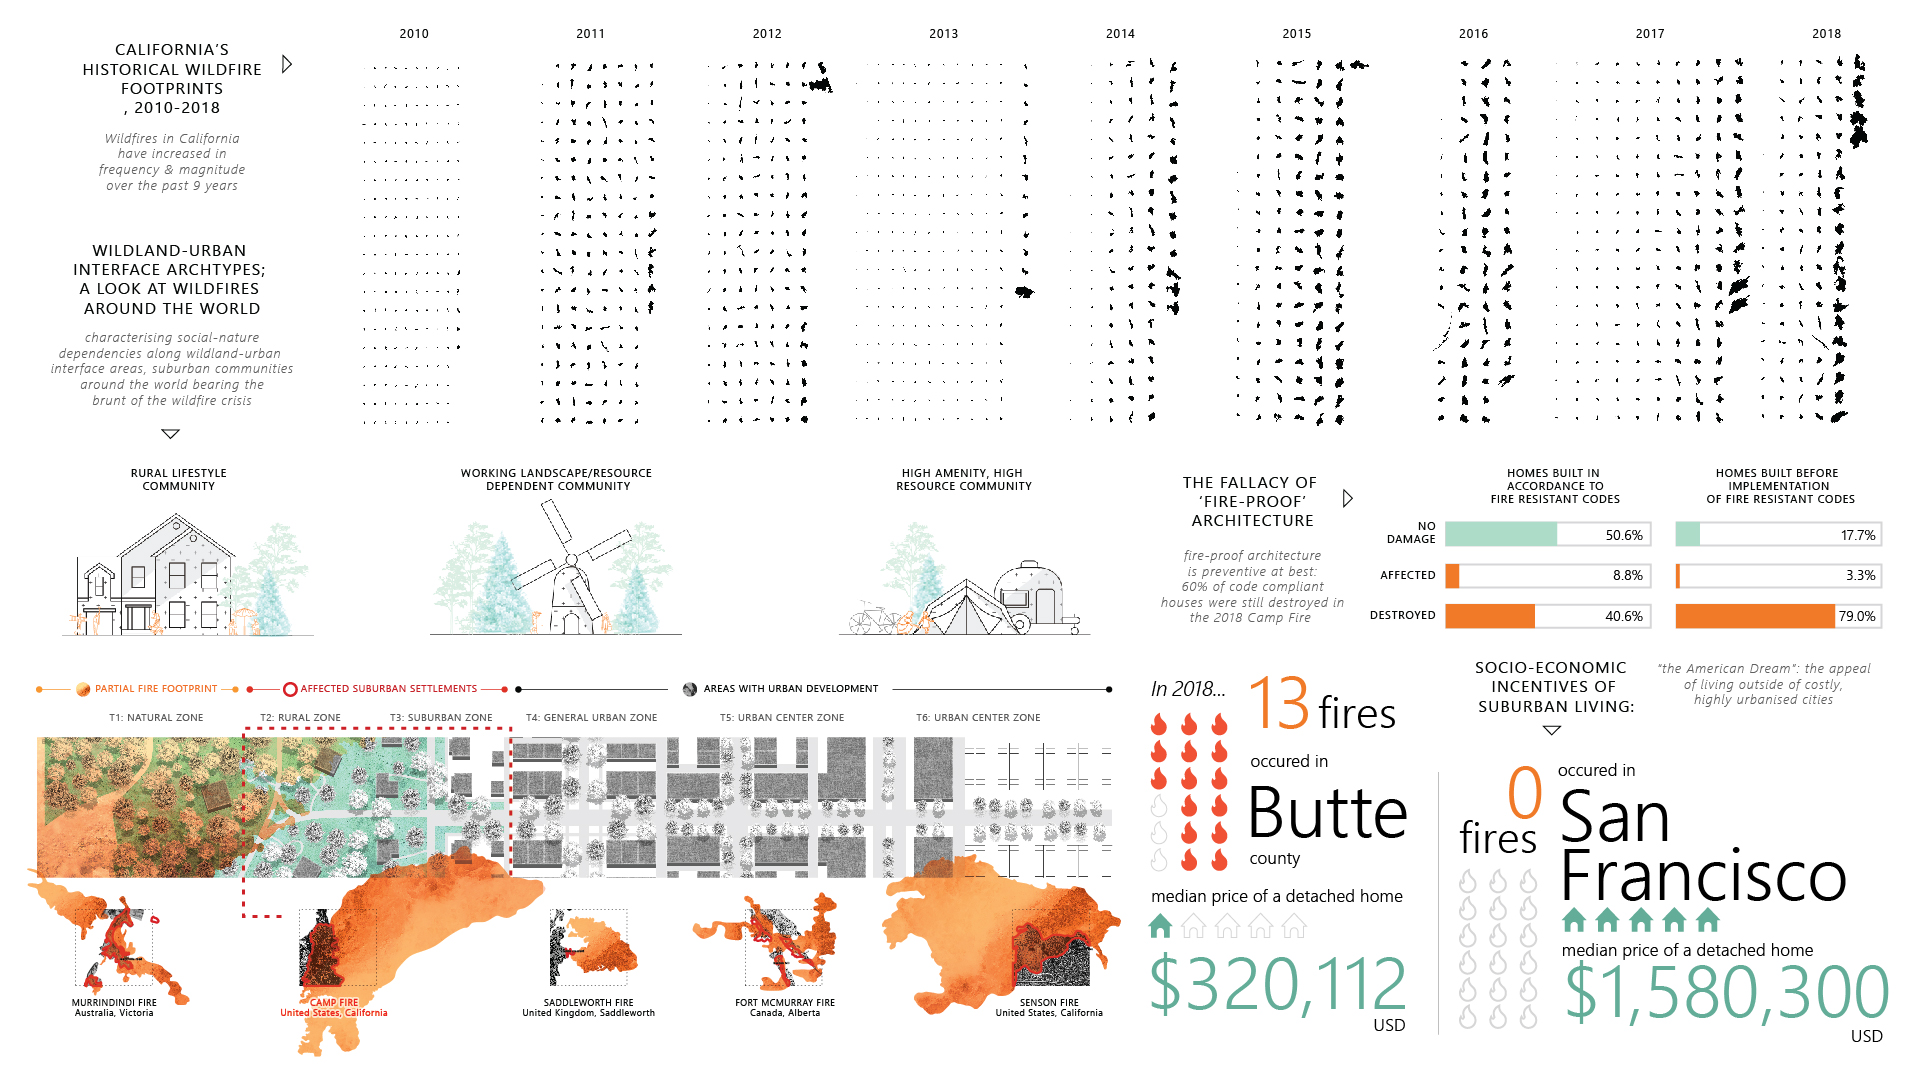 CALIFORNIA'S
HISTORICAL WILDFIRE
FOOTPRINTS
, 2010-2018
Wildfires in California
have increased in
frequency & magnitude
over the past 9 years
2010
2011
2012
2013
2014
2015
2016
2017
2018
WILDLAND-URBAN
INTERFACE ARCHTYPES;
A LOOK AT WILDFIRES
AROUND THE WORLD
characterising social-nature
dependencies along wildland-urban
interface areas, suburban communities
around the world bearing the
brunt of the wildfire crisis
RURAL LIFESTYLE
COMMUNITY
WORKING LANDSCAPE/RESOURCE
DEPENDENT COMMUNITY
HIGH AMENITY, HIGH
RESOURCE COMMUNITY
THE FALLACY OF
'FIRE-PROOF'
ARCHITECTURE
fire-proof architecture
is preventive at best:
60% of code compliant
houses were still destroyed in
the 2018 Camp Fire
HOMES BUILT IN
ACCORDANCE TO
FIRE RESISTANT CODES
HOMES BUILT BEFORE
IMPLEMENTATION
OF FIRE RESISTANT CODES
NO
DAMAGE
50.6%
17.7%
AFFECTED
8.8%
3.3%
DESTROYED
40.6%
79.0%
PARTIAL FIRE FOOTPRINT
AFFECTED SUBURBAN SETTLEMENTS
AREAS WITH URBAN DEVELOPMENT
T1: NATURAL ZONE
T2: RURAL ZONE
T3: SUBURBAN ZONE
T4: GENERAL URBAN ZONE
T5: URBAN CENTER ZONE
T6: URBAN CENTER ZONE
MURRINDINDI FIRE
Australia, Victoria
CAMP FIRE
United States, California
SADDLEWORTH FIRE
United Kingdom, Saddleworth
FORT MCMURRAY FIRE
Canada, Alberta
SENSON FIRE
United States, California
In 2018...
13 fires
occured in
Butte
county
median price of a detached home
$320,112
USD
SOCIO-ECONOMIC
INCENTIVES OF
SUBURBAN LIVING:
"the American Dream": the appeal
of living outside of costly,
highly urbanised cities
0
fires
occured in
San
Francisco
median price of a detached home
$1,580,300
USD